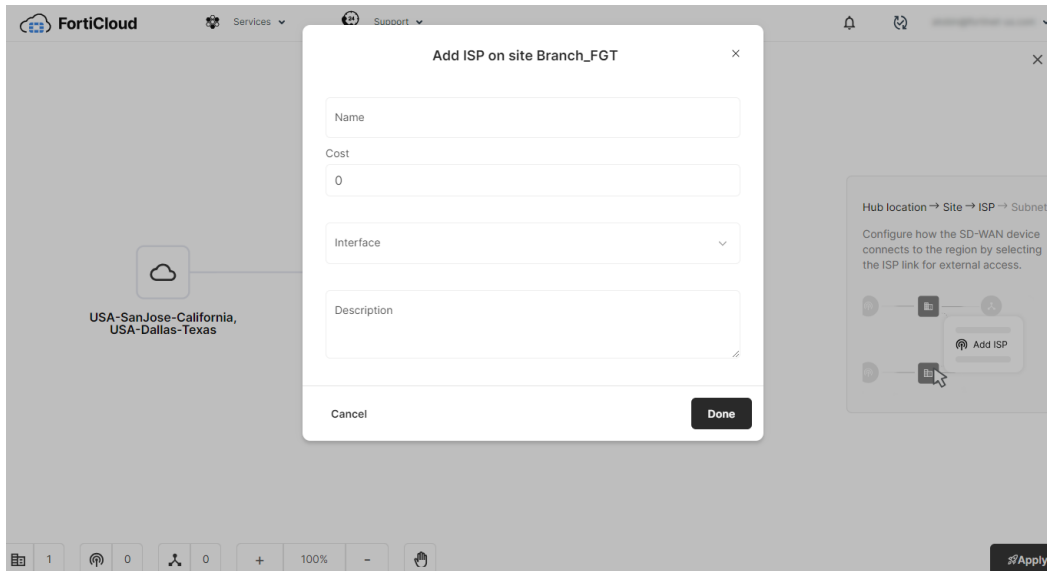 FortiCloud
Services
24
Support
Add ISP on site Branch_FGT
Name
Cost
0
Interface
Description
Cancel
Done
USA-SanJose-California,
USA-Dallas-Texas
Hub location → Site → ISP → Subnet
Configure how the SD-WAN device
connects to the region by selecting
the ISP link for external access.
Add ISP
1
0
0
+
100%
-
Apply